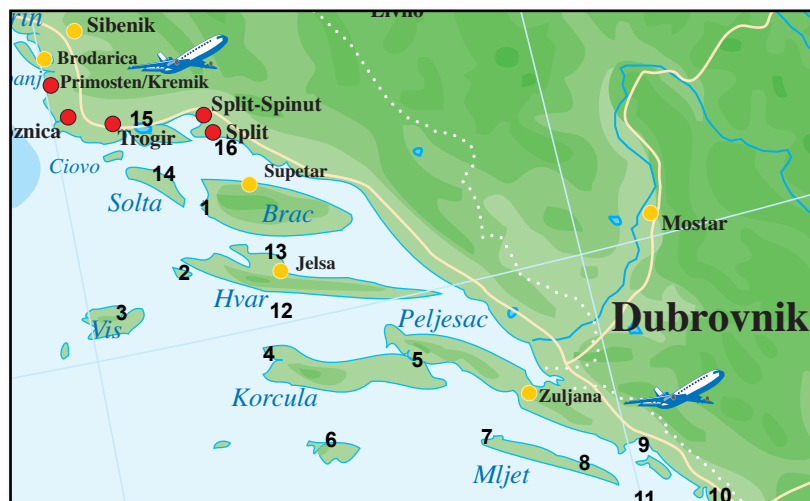 Sibenik
Brodarica
Primosten/Kremik
15
Split-Spinut
Trogir
Split
16
Ciovo
14
Supetar
Solta
1
Brac
Mostar
13
Jelsa
2
Hvar
12
3
Vis
Peljesac
Dubrovnik
4
5
Korcula
Zuljana
6
7
8
9
Mljet
11
10